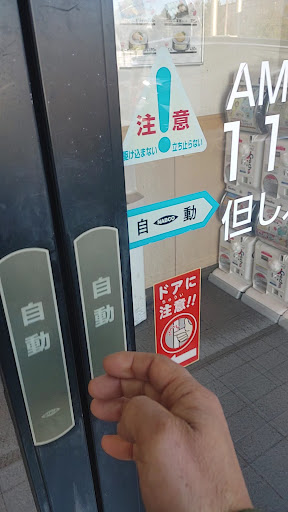 注意
駆け込まない 立ち止らない
AM
11
自 NABCO 動
但し
自動
自動
ドアに
注意!!